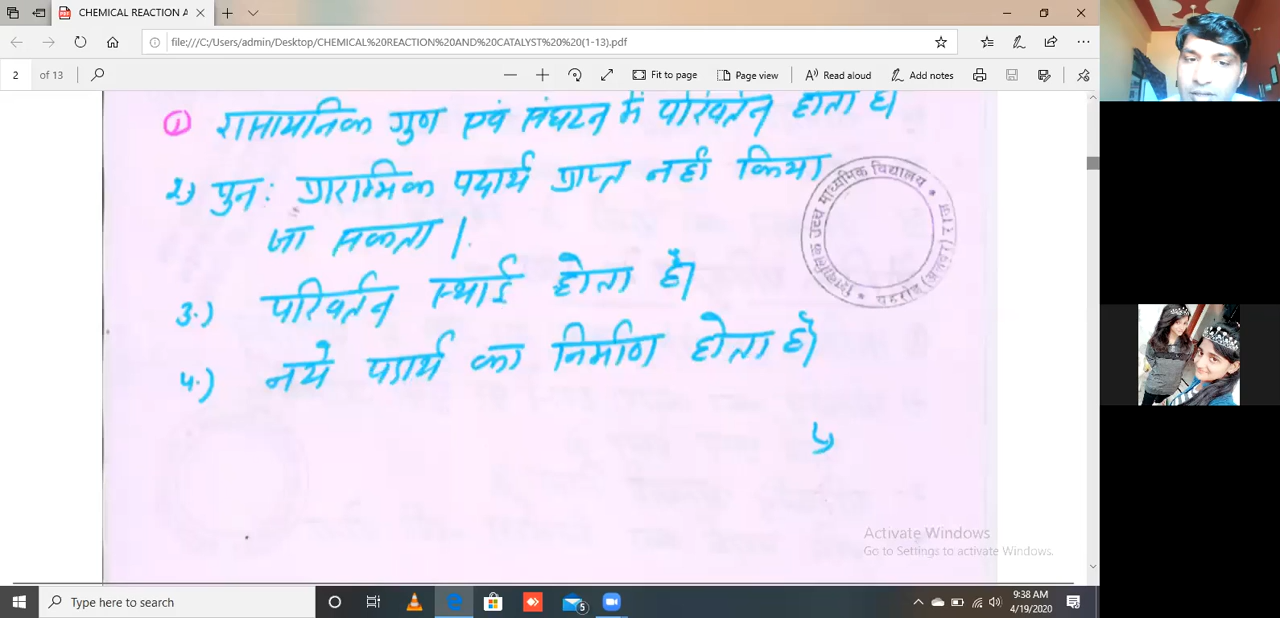 CHEMICAL REACTION A
file:///C:/Users/admin/Desktop/CHEMICAL%20REACTION%20AND%20CATALYST%20%20(1-13).pdf
2 of 13 Fit to page Page view Read aloud Add notes
① रासायनिक गुण एवं संघटन में परिवर्तन होता है।
2.) पुनः प्रारम्भिक पदार्थ प्राप्त नहीं किया
जा सकता।
3.) परिवर्तन स्थाई होता है।
4.) नये पदार्थ का निर्माण होता है।
उच्च माध्यमिक विद्यालय
Activate Windows
Go to Settings to activate Windows.
Type here to search
5
9:38 AM
4/19/2020